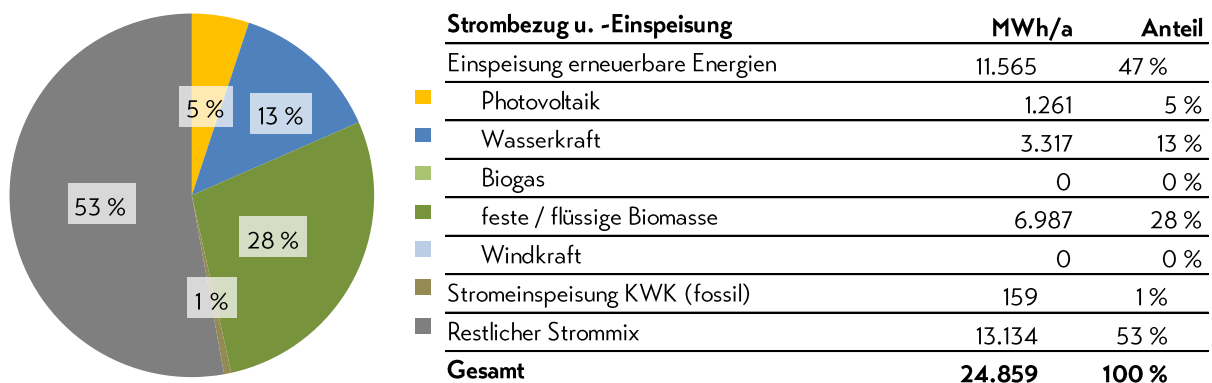 5 %
13 %
53 %
28 %
1 %
Strombezug u. -Einspeisung MWh/a Anteil
Einspeisung erneuerbare Energien 11.565 47 %
Photovoltaik 1.261 5 %
Wasserkraft 3.317 13 %
Biogas 0 0 %
feste / flüssige Biomasse 6.987 28 %
Windkraft 0 0 %
Stromeinspeisung KWK (fossil) 159 1 %
Restlicher Strommix 13.134 53 %
Gesamt 24.859 100 %